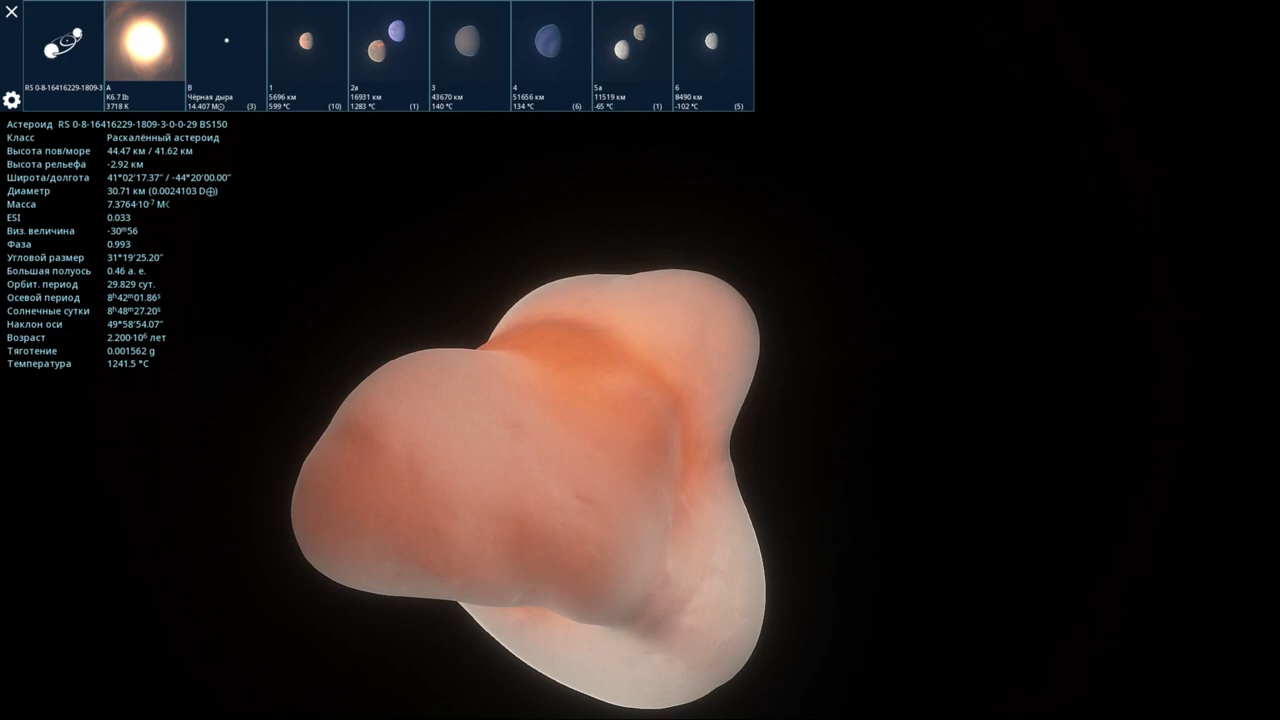 RS 0-8-16416229-1809-3
A
K6.7 Ib
3718 K
B
Чёрная дыра
14.407 M☉ (3)
1
5696 км
599 °C (10)
2a
16931 км
1283 °C (1)
3
43670 км
140 °C
4
51656 км
134 °C (6)
5a
11519 км
-65 °C (1)
6
8490 км
-102 °C (5)
Астероид RS 0-8-16416229-1809-3-0-0-29 BS150
Класс Раскалённый астероид
Высота пов/море 44.47 км / 41.62 км
Высота рельефа -2.92 км
Широта/долгота 41°02′17.37″ / -44°20′00.00″
Диаметр 30.71 км (0.0024103 D⊕)
Масса 7.3764·10⁻⁷ M☾
ESI 0.033
Виз. величина -30ᵐ56
Фаза 0.993
Угловой размер 31°19′25.20″
Большая полуось 0.46 а. е.
Орбит. период 29.829 сут.
Осевой период 8ʰ42ᵐ01.86ˢ
Солнечные сутки 8ʰ48ᵐ27.20ˢ
Наклон оси 49°58′54.07″
Возраст 2.200·10⁶ лет
Тяготение 0.001562 g
Температура 1241.5 °C